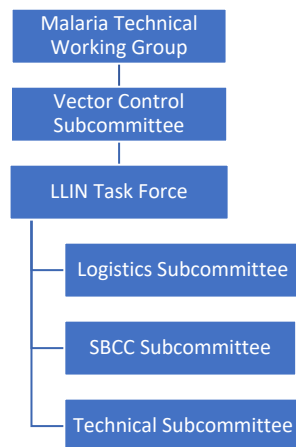 Malaria Technical
Working Group
Vector Control
Subcommittee
LLIN Task Force
Logistics Subcommittee
SBCC Subcommittee
Technical Subcommittee